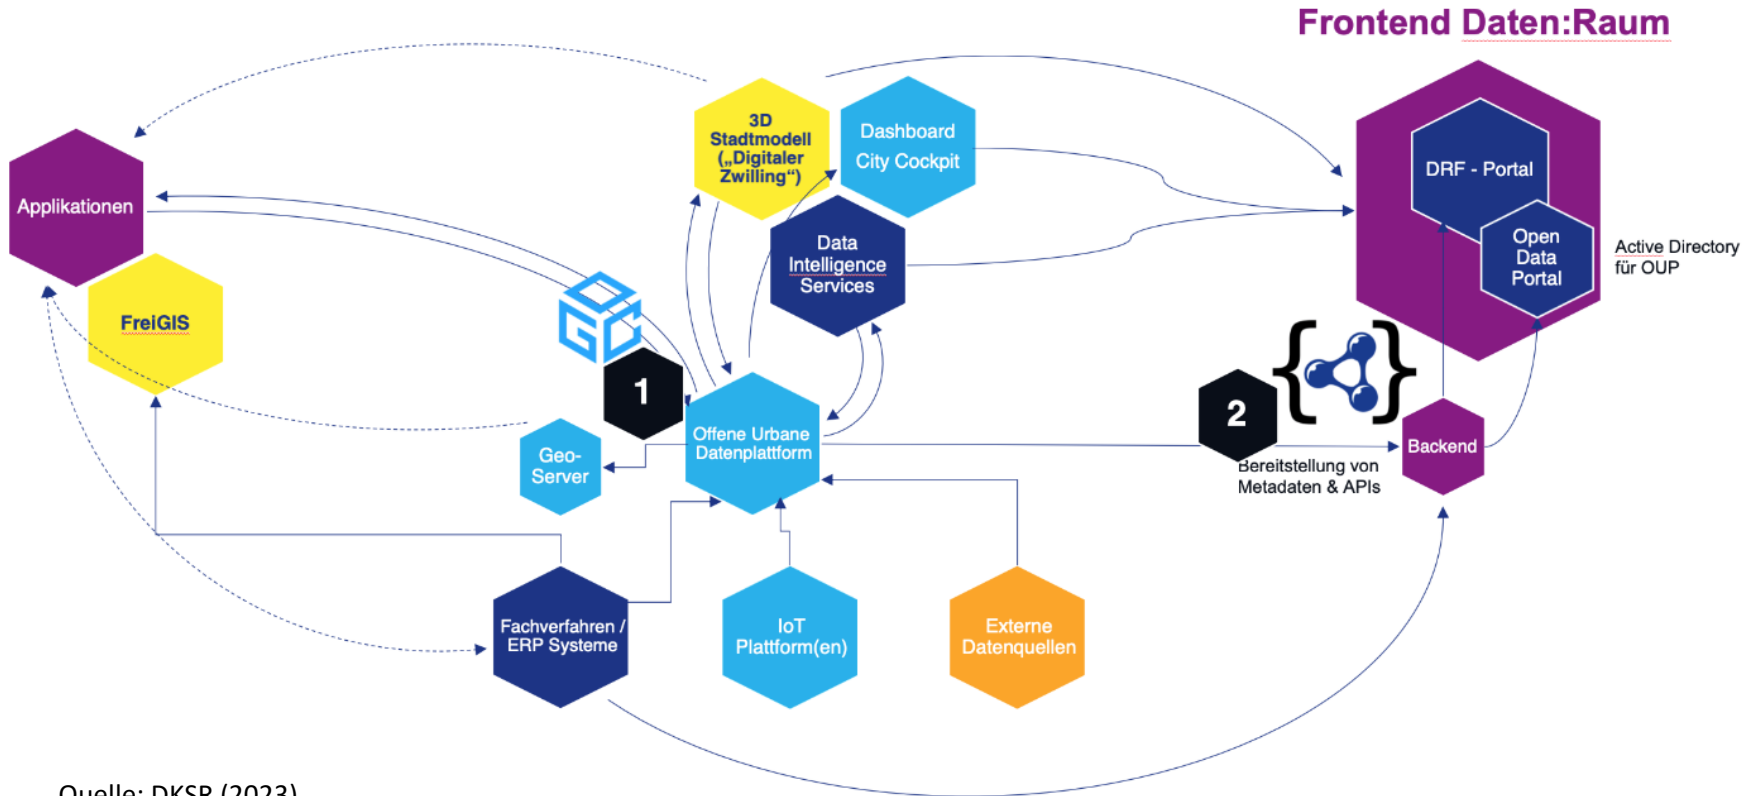 Frontend Daten:Raum
3D
Stadtmodell
(„Digitaler
Zwilling“)
Dashboard
City Cockpit
DRF - Portal
Applikationen
Data
Intelligence
Services
Open
Data
Portal
Active Directory
für OUP
FreiGIS
OGC
1
2
Offene Urbane
Datenplattform
Backend
Geo-
Server
Bereitstellung von
Metadaten & APIs
Fachverfahren /
ERP Systeme
IoT
Plattform(en)
Externe
Datenquellen
Quelle: DKSR (2023)